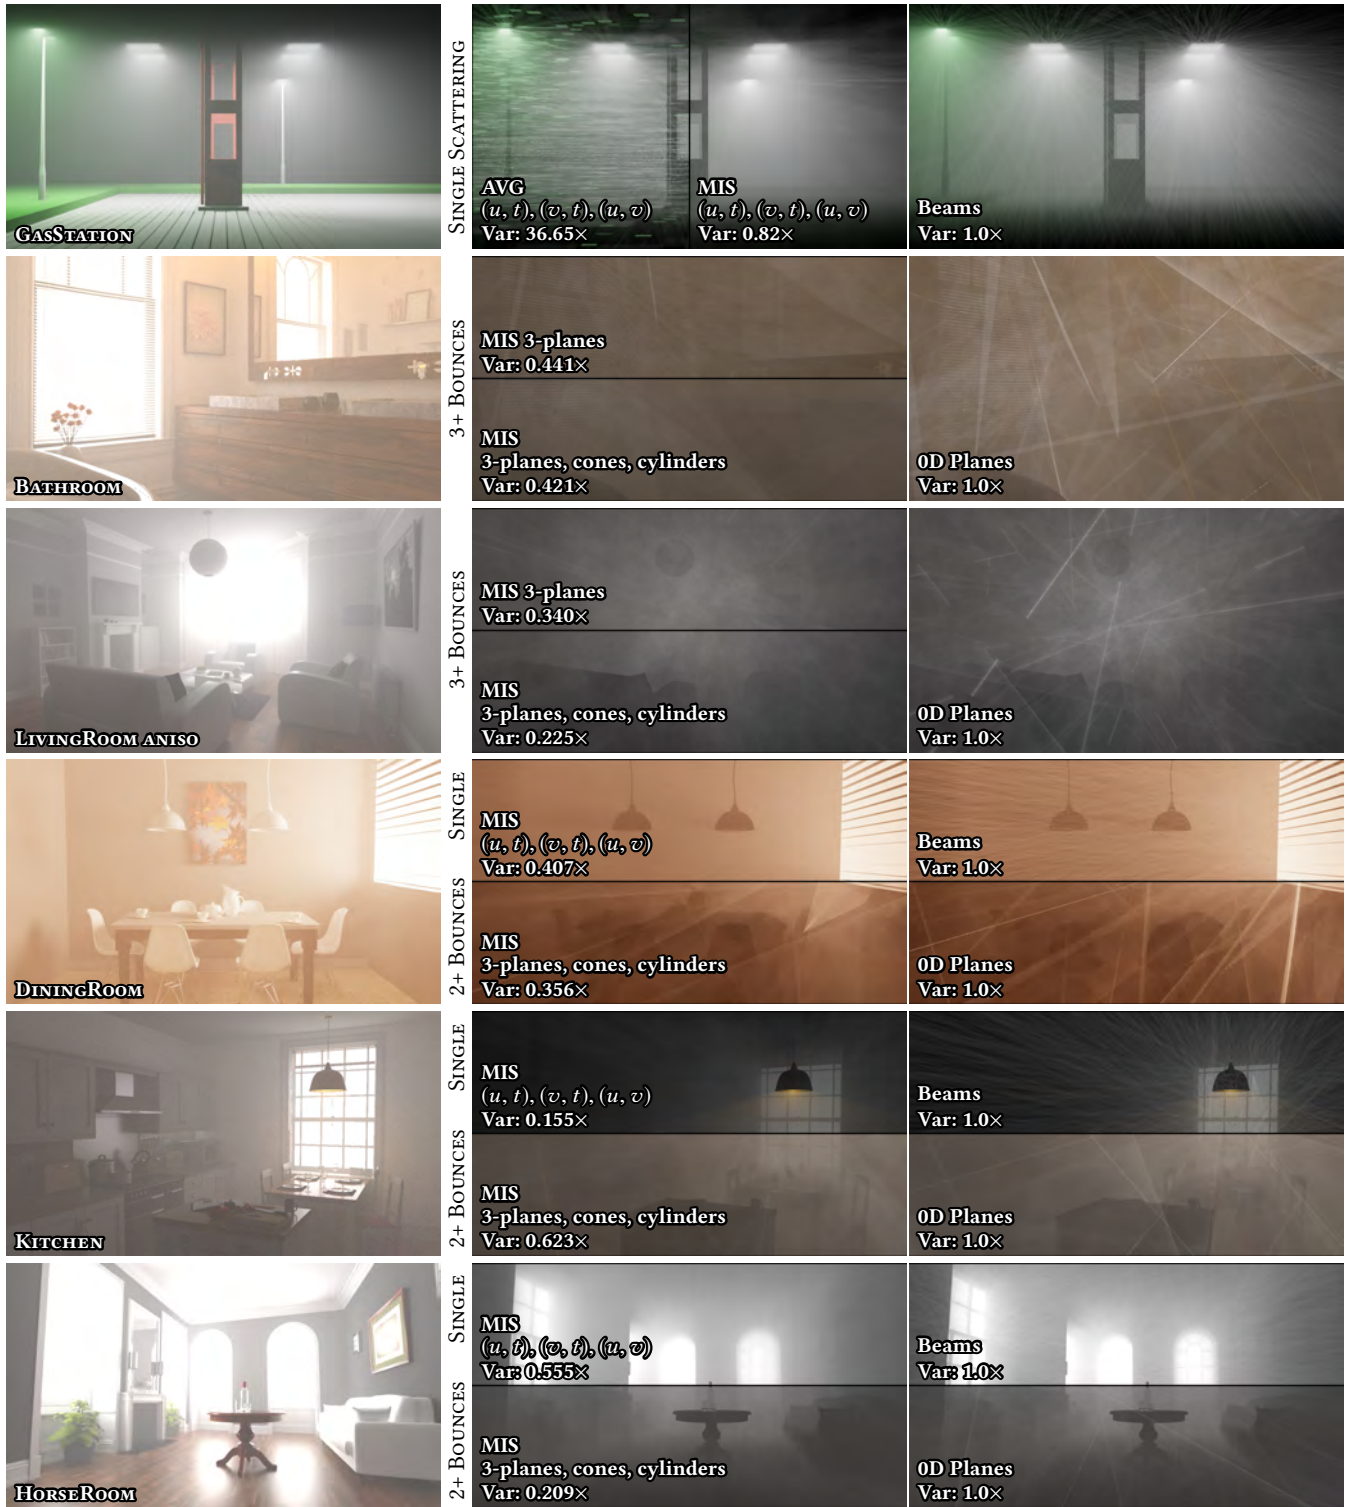 GasStation
Single Scattering
AVG
(u, t), (v, t), (u, v)
Var: 36.65×
MIS
(u, t), (v, t), (u, v)
Var: 0.82×
Beams
Var: 1.0×
Bathroom
3+ Bounces
MIS 3-planes
Var: 0.441×
MIS
3-planes, cones, cylinders
Var: 0.421×
0D Planes
Var: 1.0×
LivingRoom aniso
3+ Bounces
MIS 3-planes
Var: 0.340×
MIS
3-planes, cones, cylinders
Var: 0.225×
0D Planes
Var: 1.0×
DiningRoom
Single
MIS
(u, t), (v, t), (u, v)
Var: 0.407×
Beams
Var: 1.0×
2+ Bounces
MIS
3-planes, cones, cylinders
Var: 0.356×
0D Planes
Var: 1.0×
Kitchen
Single
MIS
(u, t), (v, t), (u, v)
Var: 0.155×
Beams
Var: 1.0×
2+ Bounces
MIS
3-planes, cones, cylinders
Var: 0.623×
0D Planes
Var: 1.0×
HorseRoom
Single
MIS
(u, t), (v, t), (u, v)
Var: 0.555×
Beams
Var: 1.0×
2+ Bounces
MIS
3-planes, cones, cylinders
Var: 0.209×
0D Planes
Var: 1.0×